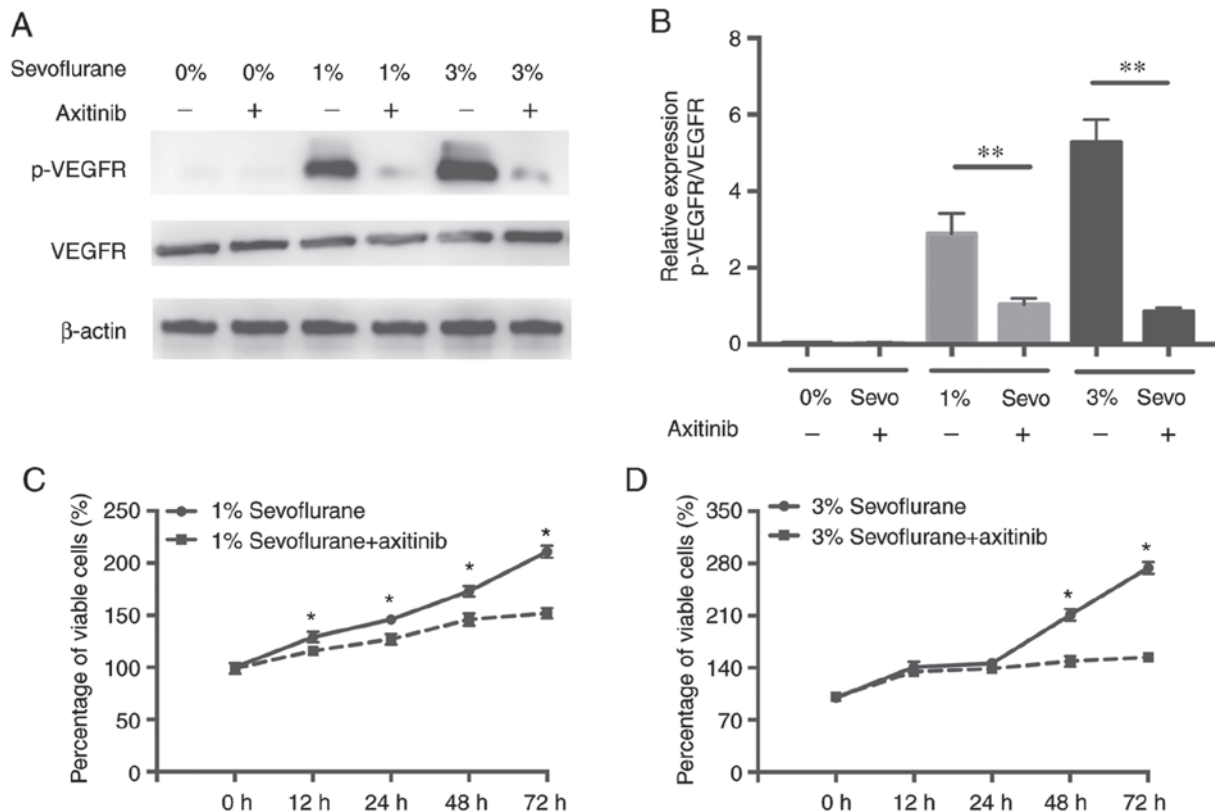 A
Sevoflurane 0% 0% 1% 1% 3% 3%
Axitinib − + − + − +
p-VEGFR
VEGFR
β-actin
B
Relative expression
p-VEGFR/VEGFR
8
6
4
2
0
**
**
0% Sevo 1% Sevo 3% Sevo
Axitinib − + − + − +
C
Percentage of viable cells (%)
250
200
150
100
50
0
1% Sevoflurane
1% Sevoflurane+axitinib
*
*
*
*
0 h 12 h 24 h 48 h 72 h
D
Percentage of viable cells (%)
350
280
210
140
70
0
3% Sevoflurane
3% Sevoflurane+axitinib
*
*
0 h 12 h 24 h 48 h 72 h